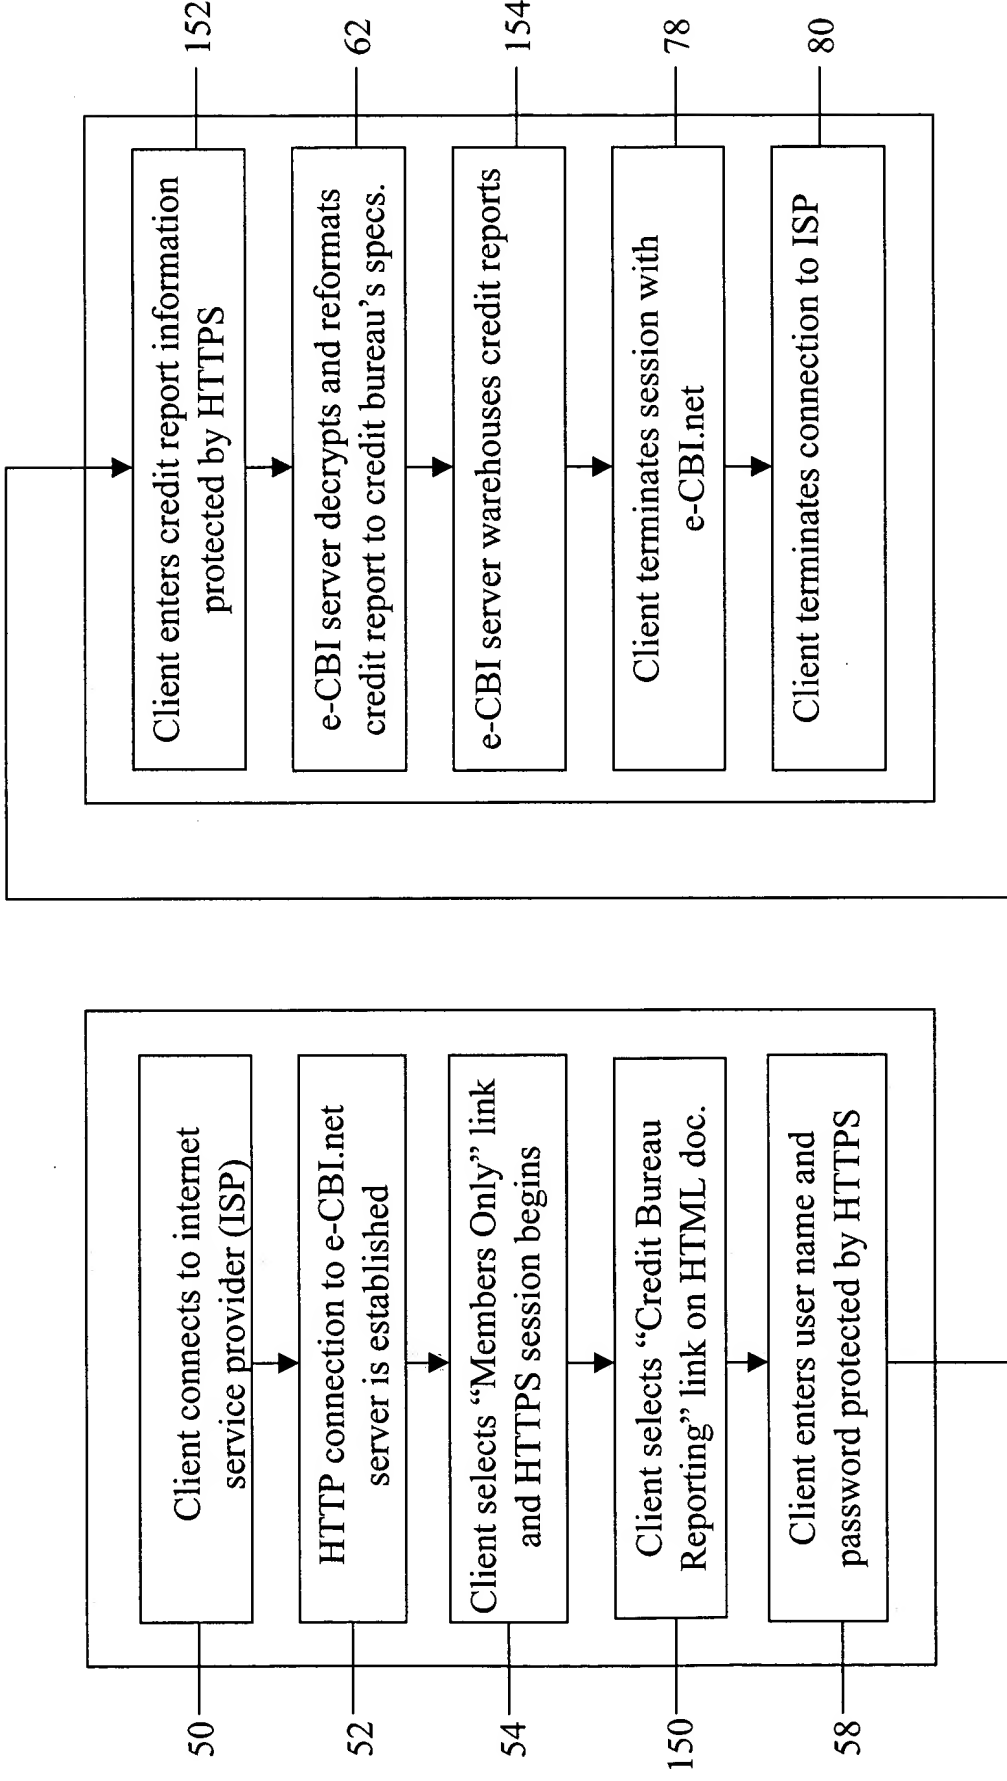 50
Client connects to internet
service provider (ISP)
52
HTTP connection to e-CBI.net
server is established
54
Client selects “Members Only” link
and HTTPS session begins
150
Client selects “Credit Bureau
Reporting” link on HTML doc.
58
Client enters user name and
password protected by HTTPS
Client enters credit report information
protected by HTTPS
152
e-CBI server decrypts and reformats
credit report to credit bureau’s specs.
62
e-CBI server warehouses credit reports
154
Client terminates session with
e-CBI.net
78
Client terminates connection to ISP
80